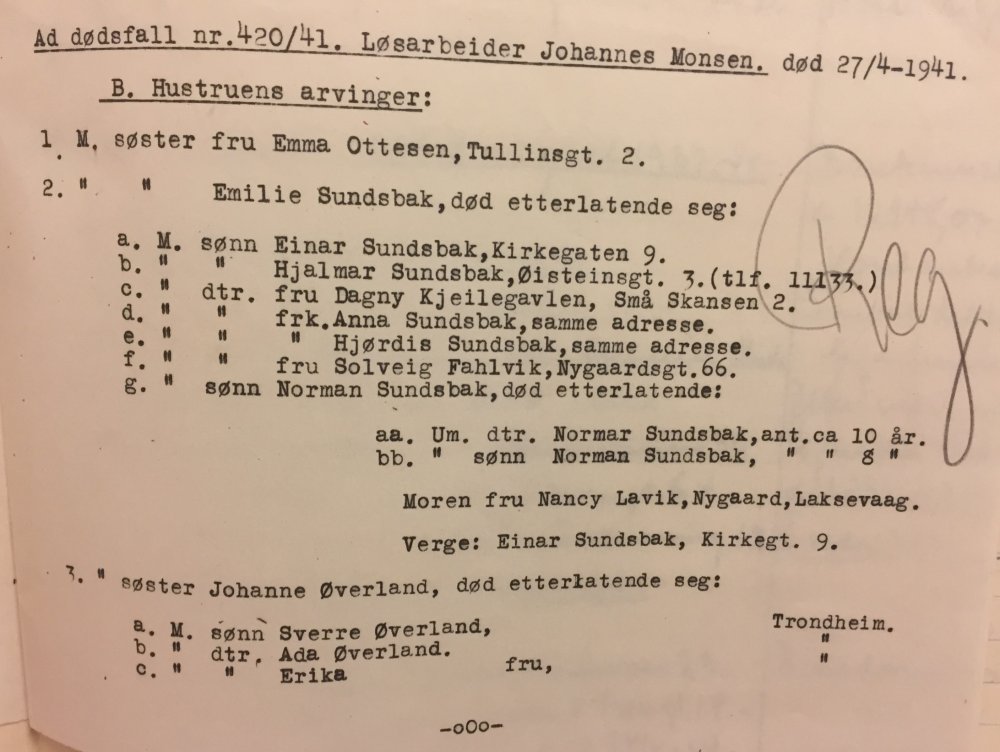 Ad dødsfall nr.420/41. Løsarbeider Johannes Monsen. død 27/4-1941.
B. Hustruens arvinger:
1. M. søster fru Emma Ottesen,Tullinsgt. 2.
2. " " Emilie Sundsbak,død etterlatende seg:
a. M. sønn Einar Sundsbak,Kirkegaten 9.
b. " " Hjalmar Sundsbak,Øisteinsgt. 3.(tlf. 11133.)
c. " dtr. fru Dagny Kjeilegavlen, Små Skansen 2.
d. " " frk.Anna Sundsbak,samme adresse.
e. " " " Hjørdis Sundsbak,samme adresse.
f. " " fru Solveig Fahlvik,Nygaardsgt.66.
g. " sønn Norman Sundsbak,død etterlatende:
aa. Um. dtr. Normar Sundsbak,ant.ca 10 år.
bb. " sønn Norman Sundsbak, " " 8 "
Moren fru Nancy Lavik,Nygaard,Laksevaag.
Verge: Einar Sundsbak, Kirkegt. 9.
3. " søster Johanne Øverland, død etterlatende seg:
a. M. sønn Sverre Øverland, Trondheim.
b. " dtr. Ada Øverland. "
c. " " Erika fru, "
-oOo-
Reg